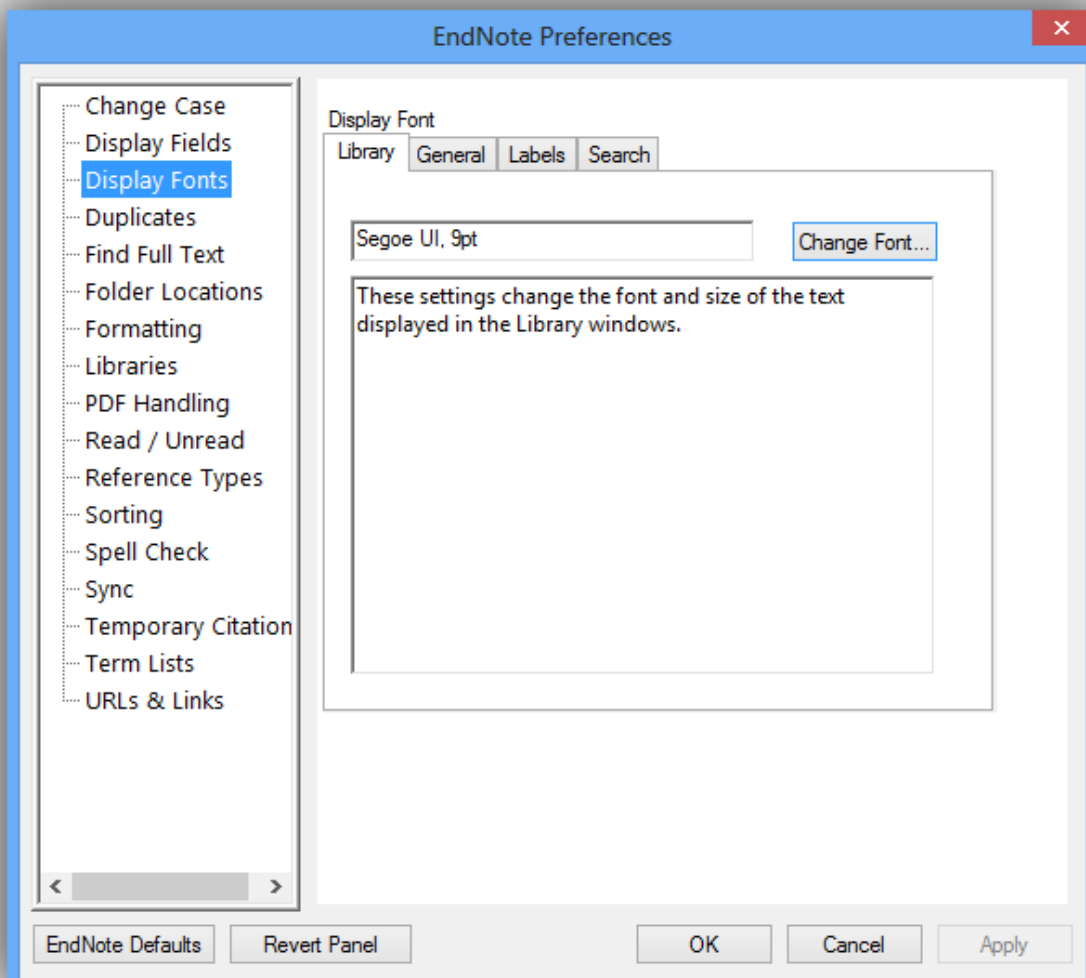 EndNote Preferences
Change Case
Display Fields
Display Fonts
Duplicates
Find Full Text
Folder Locations
Formatting
Libraries
PDF Handling
Read / Unread
Reference Types
Sorting
Spell Check
Sync
Temporary Citation
Term Lists
URLs & Links
Display Font
Library General Labels Search
Segoe UI, 9pt Change Font...
These settings change the font and size of the text
displayed in the Library windows.
EndNote Defaults Revert Panel OK Cancel Apply